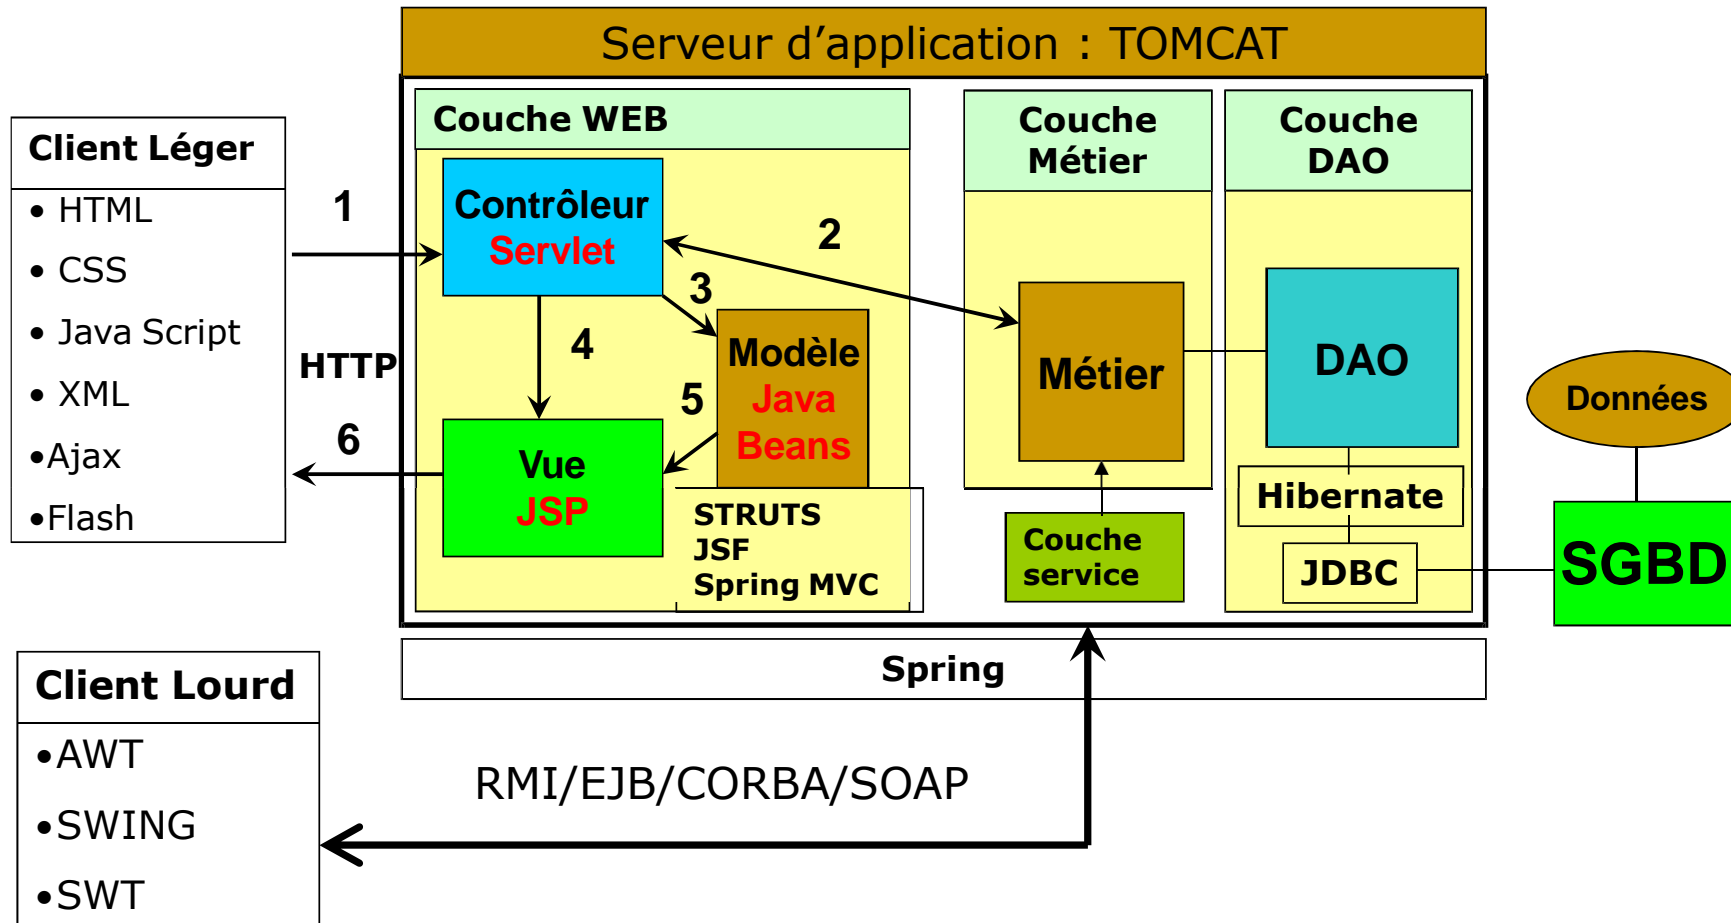 Serveur d’application : TOMCAT
Client Léger
• HTML
• CSS
• Java Script
• XML
•Ajax
•Flash
1
HTTP
6
Couche WEB
Contrôleur
Servlet
2
3
4
Modèle
Java
Beans
5
Vue
JSP
STRUTS
JSF
Spring MVC
Couche
Métier
Métier
Couche
service
Couche
DAO
DAO
Hibernate
JDBC
Données
SGBD
Spring
Client Lourd
•AWT
•SWING
•SWT
RMI/EJB/CORBA/SOAP